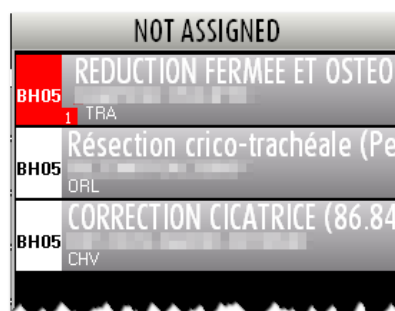 NOT ASSIGNED
REDUCTION FERMEE ET OSTEO
BH05
1 TRA
Résection crico-trachéale (Pe
BH05
ORL
CORRECTION CICATRICE (86.84
BH05
CHV